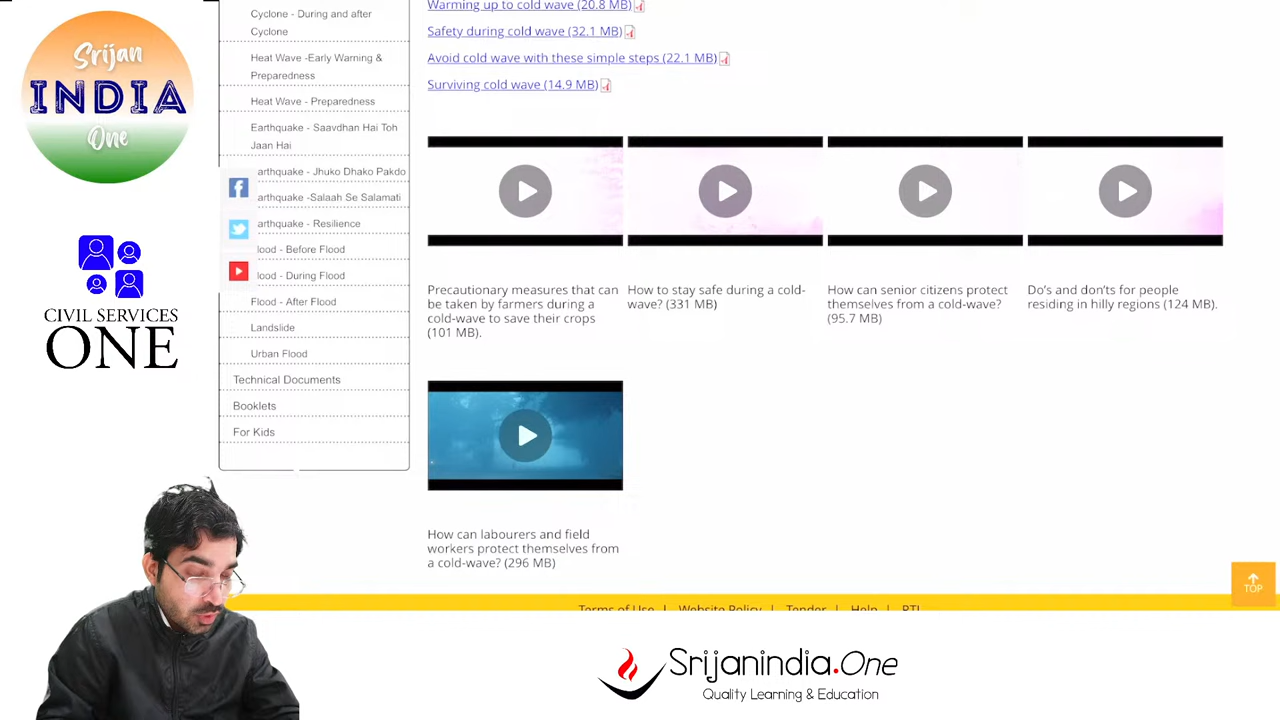 Srijan
INDIA
One
CIVIL SERVICES
ONE
Cyclone - During and after
Cyclone
Heat Wave -Early Warning &
Preparedness
Heat Wave - Preparedness
Earthquake - Saavdhan Hai Toh
Jaan Hai
arthquake - Jhuko Dhako Pakdo
arthquake -Salaah Se Salamati
arthquake - Resilience
lood - Before Flood
lood - During Flood
Flood - After Flood
Landslide
Urban Flood
Technical Documents
Booklets
For Kids
Warming up to cold wave (20.8 MB)
Safety during cold wave (32.1 MB)
Avoid cold wave with these simple steps (22.1 MB)
Surviving cold wave (14.9 MB)
Precautionary measures that can
be taken by farmers during a
cold-wave to save their crops
(101 MB).
How to stay safe during a cold-
wave? (331 MB)
How can senior citizens protect
themselves from a cold-wave?
(95.7 MB)
Do's and don'ts for people
residing in hilly regions (124 MB).
How can labourers and field
workers protect themselves from
a cold-wave? (296 MB)
TOP
Terms of Use | Website Policy | Tender | Help | RTI
Srijanindia.One
Quality Learning & Education